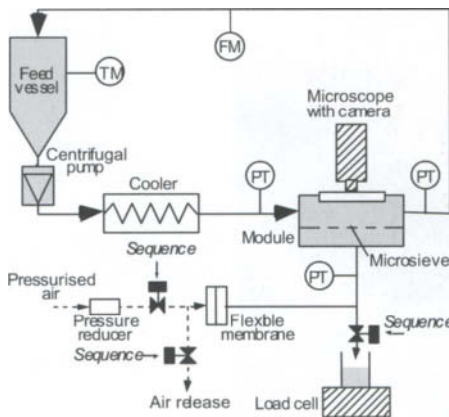 FM
Feed
vessel
TM
Microscope
with camera
Centrifugal
pump
Cooler
PT
PT
Module
Microsieve
Sequence
PT
Pressurised
air
Pressure
reducer
Flexble
membrane
Sequence
Sequence
Air release
Load cell